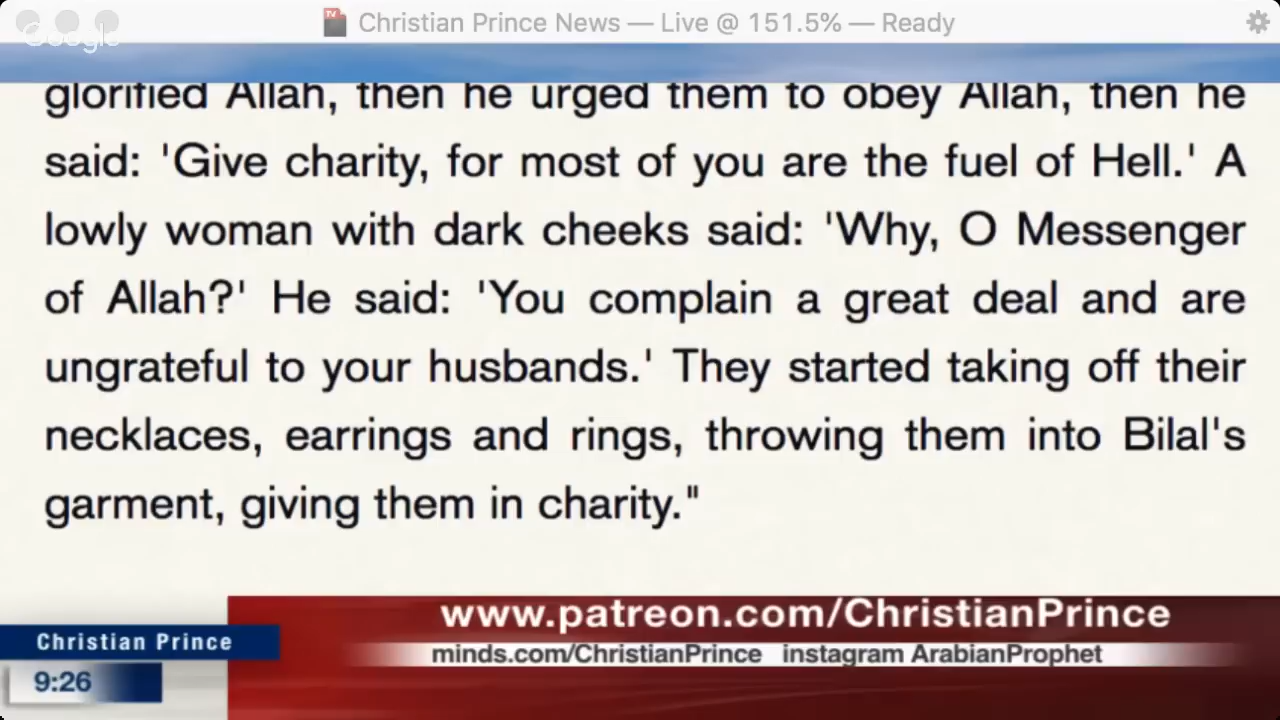 Christian Prince News — Live @ 151.5% — Ready
Google
glorified Allah, then he urged them to obey Allah, then he
said: 'Give charity, for most of you are the fuel of Hell.' A
lowly woman with dark cheeks said: 'Why, O Messenger
of Allah?' He said: 'You complain a great deal and are
ungrateful to your husbands.' They started taking off their
necklaces, earrings and rings, throwing them into Bilal's
garment, giving them in charity."
www.patreon.com/ChristianPrince
Christian Prince
minds.com/ChristianPrince instagram ArabianProphet
9:26